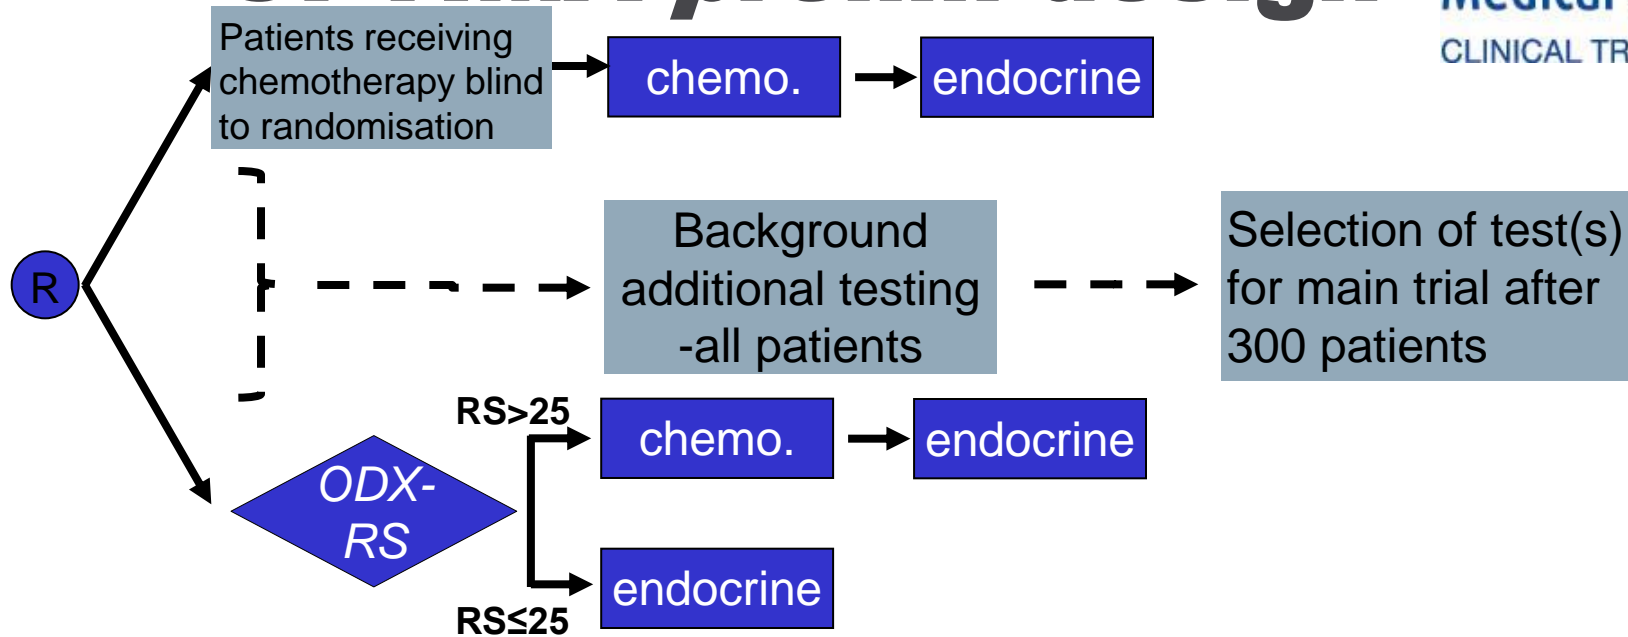 design
CLINICAL TR
Patients receiving
chemotherapy blind
to randomisation
chemo.
endocrine
R
Background
additional testing
-all patients
Selection of test(s)
for main trial after
300 patients
ODX-
RS
RS>25
chemo.
endocrine
RS≤25
endocrine